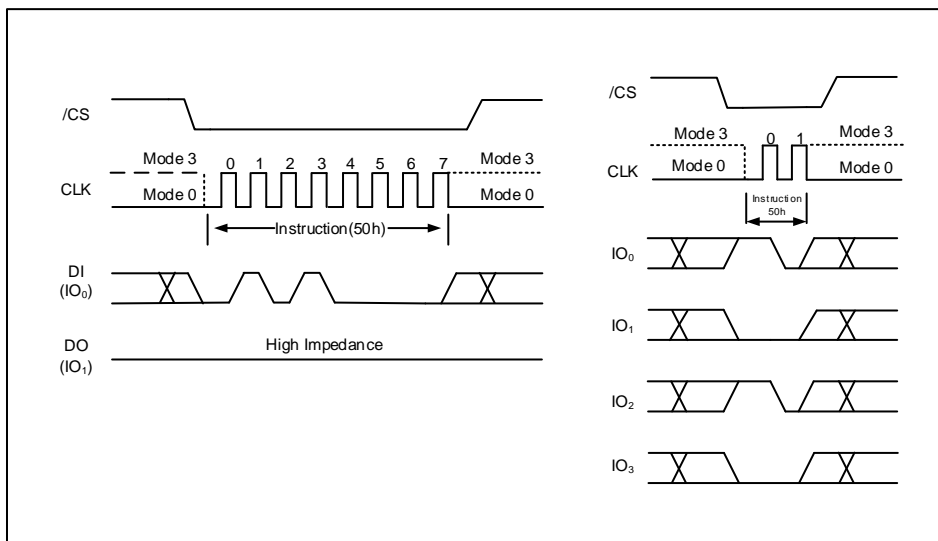 /CS
Mode 3
0 1 2 3 4 5 6 7
Mode 3
CLK
Mode 0
Mode 0
Instruction(50h)
DI
(IO0)
DO
(IO1)
High Impedance
/CS
Mode 3
0 1
Mode 3
CLK
Mode 0
Mode 0
Instruction
50h
IO0
IO1
IO2
IO3